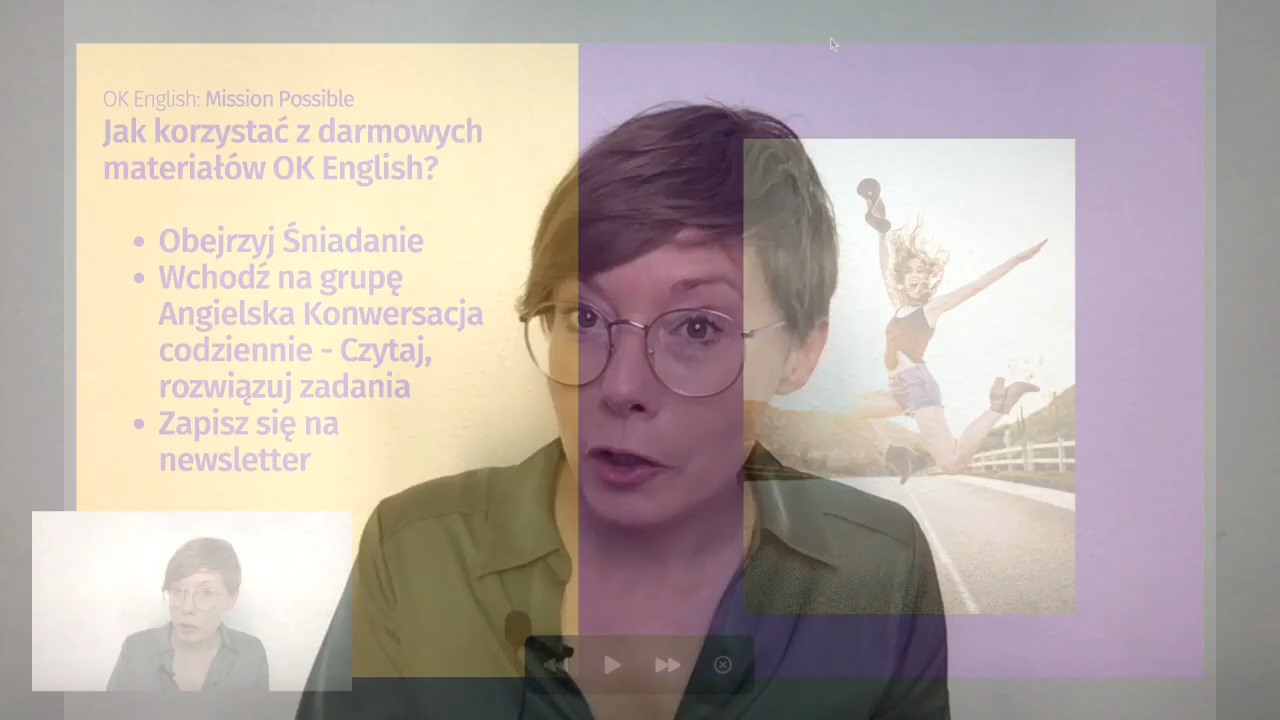 OK English: Mission Possible
Jak korzystać z darmowych
materiałów OK English?
• Obejrzyj Śniadanie
• Wchodź na grupę
Angielska Konwersacja
codziennie - Czytaj,
rozwiązuj zadania
• Zapisz się na
newsletter